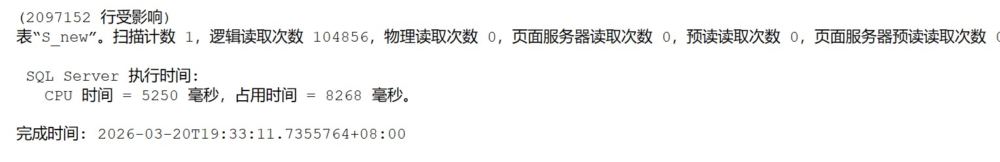 (2097152 行受影响)
表“S_new”。扫描计数 1，逻辑读取次数 104856，物理读取次数 0，页面服务器读取次数 0，预读读取次数 0，页面服务器预读读取次数 0
SQL Server 执行时间:
CPU 时间 = 5250 毫秒，占用时间 = 8268 毫秒。
完成时间: 2026-03-20T19:33:11.7355764+08:00